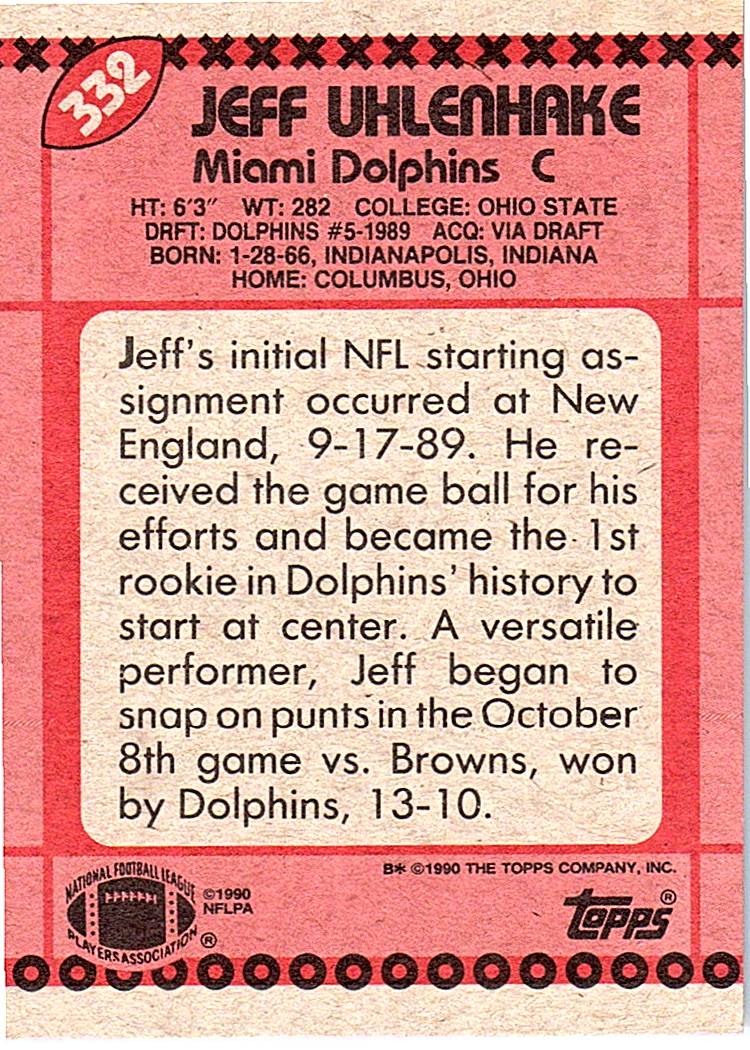 332
JEFF UHLENHAKE
Miami Dolphins C
HT: 6'3" WT: 282 COLLEGE: OHIO STATE
DRFT: DOLPHINS #5-1989 ACQ: VIA DRAFT
BORN: 1-28-66, INDIANAPOLIS, INDIANA
HOME: COLUMBUS, OHIO
Jeff's initial NFL starting as-
signment occurred at New
England, 9-17-89. He re-
ceived the game ball for his
efforts and became the 1st
rookie in Dolphins' history to
start at center. A versatile
performer, Jeff began to
snap on punts in the October
8th game vs. Browns, won
by Dolphins, 13-10.
B* ©1990 THE TOPPS COMPANY, INC.
NATIONAL FOOTBALL LEAGUE
PLAYERS ASSOCIATION ®
©1990
NFLPA
topps®